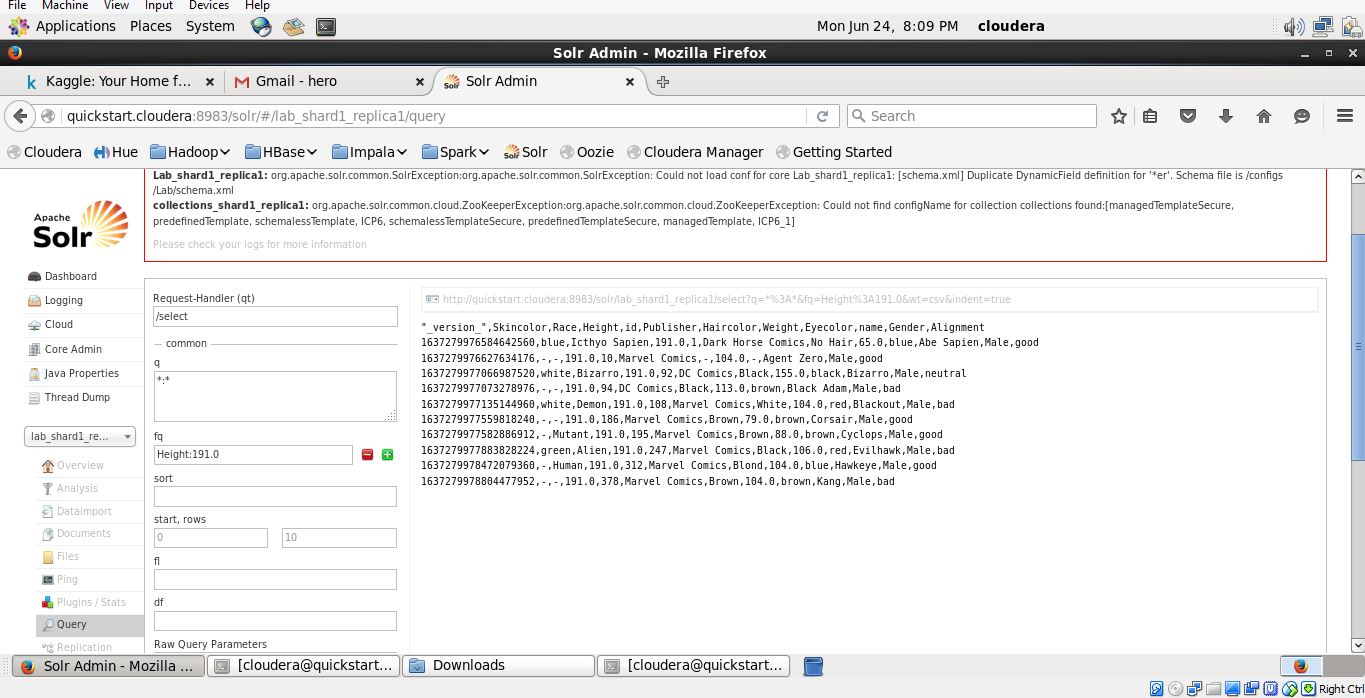 File Machine View Input Devices Help
Applications Places System Mon Jun 24, 8:09 PM cloudera
Solr Admin - Mozilla Firefox
Kaggle: Your Home f... Gmail - hero Solr Admin
quickstart.cloudera:8983/solr/#/lab_shard1_replica1/query Search
Cloudera Hue Hadoop HBase Impala Spark Solr Oozie Cloudera Manager Getting Started
Lab_shard1_replica1: org.apache.solr.common.SolrException:org.apache.solr.common.SolrException: Could not load conf for core Lab_shard1_replica1: [schema.xml] Duplicate DynamicField definition for '*er'. Schema file is /configs
/Lab/schema.xml
collections_shard1_replica1: org.apache.solr.common.cloud.ZooKeeperException:org.apache.solr.common.cloud.ZooKeeperException: Could not find configName for collection collections found:[managedTemplateSecure,
predefinedTemplate, schemalessTemplate, ICP6, schemalessTemplateSecure, predefinedTemplateSecure, managedTemplate, ICP6_1]
Please check your logs for more information
Apache
Solr
Dashboard
Logging
Cloud
Core Admin
Java Properties
Thread Dump
lab_shard1_re...
Overview
Analysis
Dataimport
Documents
Files
Ping
Plugins / Stats
Query
Replication
Request-Handler (qt)
/select
common
q
*:*
fq
Height:191.0
sort
start, rows
0 10
fl
df
Raw Query Parameters
http://quickstart.cloudera:8983/solr/lab_shard1_replica1/select?q=*%3A*&fq=Height%3A191.0&wt=csv&indent=true
"_version_",Skincolor,Race,Height,id,Publisher,Haircolor,Weight,Eyecolor,name,Gender,Alignment
1637279976584642560,blue,Icthyo Sapien,191.0,1,Dark Horse Comics,No Hair,65.0,blue,Abe Sapien,Male,good
1637279976627634176,-,-,191.0,10,Marvel Comics,-,104.0,-,Agent Zero,Male,good
1637279977066987520,white,Bizarro,191.0,92,DC Comics,Black,155.0,black,Bizarro,Male,neutral
1637279977073278976,-,-,191.0,94,DC Comics,Black,113.0,brown,Black Adam,Male,bad
1637279977135144960,white,Demon,191.0,108,Marvel Comics,White,104.0,red,Blackout,Male,bad
1637279977559818240,-,-,191.0,186,Marvel Comics,Brown,79.0,brown,Corsair,Male,good
1637279977582886912,-,Mutant,191.0,195,Marvel Comics,Brown,88.0,brown,Cyclops,Male,good
1637279977883828224,green,Alien,191.0,247,Marvel Comics,Black,106.0,red,Evilhawk,Male,bad
1637279978472079360,-,Human,191.0,312,Marvel Comics,Blond,104.0,blue,Hawkeye,Male,good
1637279978804477952,-,-,191.0,378,Marvel Comics,Brown,104.0,brown,Kang,Male,bad
Solr Admin - Mozilla ... [cloudera@quickstart... Downloads [cloudera@quickstart...
Right Ctrl